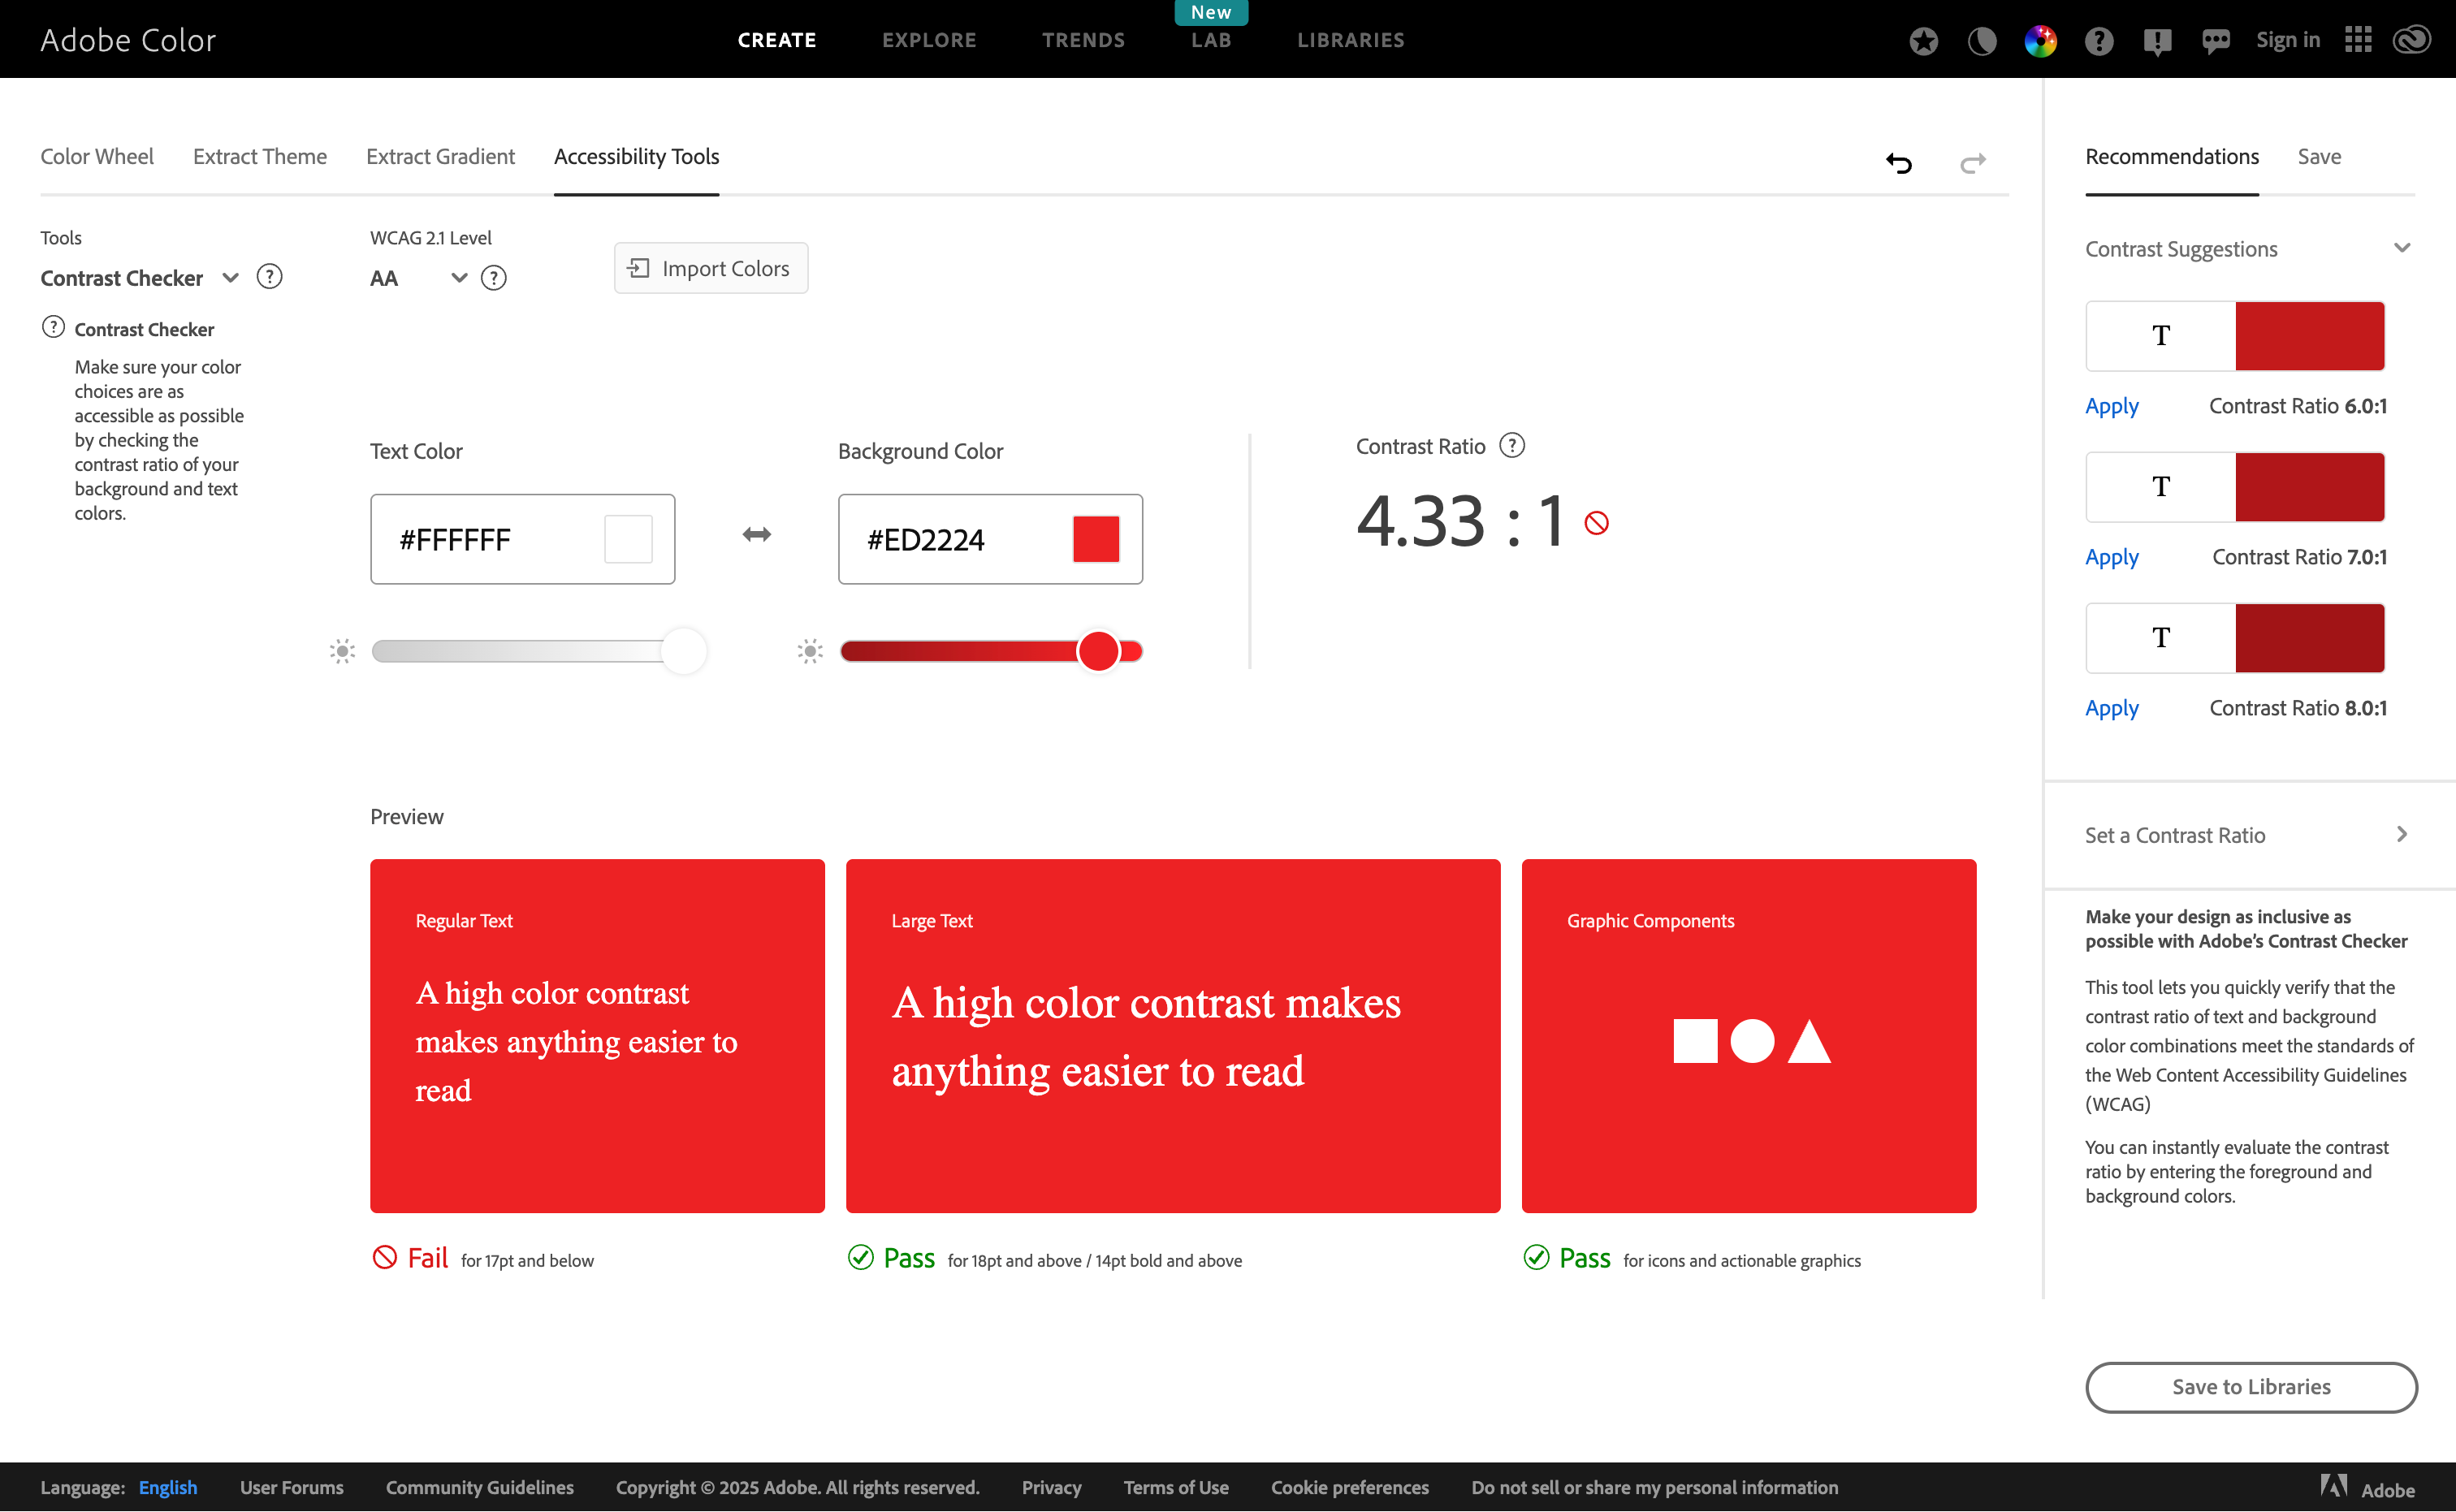 Adobe Color
CREATE
EXPLORE
TRENDS
New
LAB
LIBRARIES
Sign in
Color Wheel
Extract Theme
Extract Gradient
Accessibility Tools
Recommendations
Save
Tools
Contrast Checker
WCAG 2.1 Level
AA
Import Colors
Contrast Checker
Make sure your color
choices are as
accessible as possible
by checking the
contrast ratio of your
background and text
colors.
Text Color
#FFFFFF
Background Color
#ED2224
Contrast Ratio
4.33 : 1
Contrast Suggestions
T
Apply
Contrast Ratio 6.0:1
T
Apply
Contrast Ratio 7.0:1
T
Apply
Contrast Ratio 8.0:1
Preview
Regular Text
A high color contrast
makes anything easier to
read
Fail for 17pt and below
Large Text
A high color contrast makes
anything easier to read
Pass for 18pt and above / 14pt bold and above
Graphic Components
Pass for icons and actionable graphics
Set a Contrast Ratio
Make your design as inclusive as
possible with Adobe’s Contrast Checker
This tool lets you quickly verify that the
contrast ratio of text and background
color combinations meet the standards of
the Web Content Accessibility Guidelines
(WCAG)
You can instantly evaluate the contrast
ratio by entering the foreground and
background colors.
Save to Libraries
Language: English
User Forums
Community Guidelines
Copyright © 2025 Adobe. All rights reserved.
Privacy
Terms of Use
Cookie preferences
Do not sell or share my personal information
Adobe